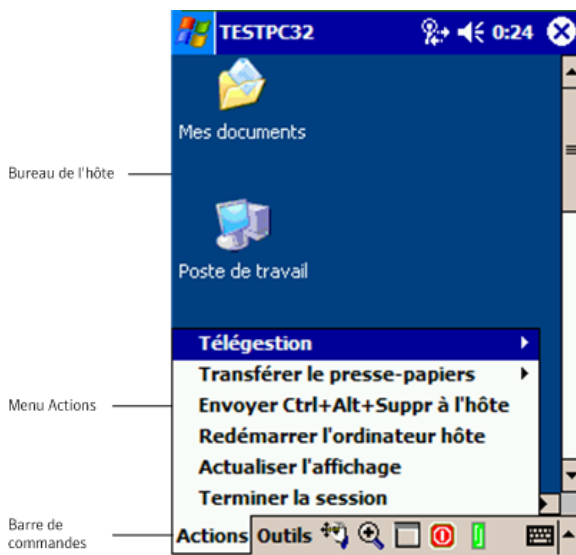 TESTPC32 0:24
Mes documents
Bureau de l'hôte
Poste de travail
Télégestion
Transférer le presse-papiers
Menu Actions
Envoyer Ctrl+Alt+Suppr à l'hôte
Redémarrer l'ordinateur hôte
Actualiser l'affichage
Terminer la session
Barre de
commandes
Actions Outils